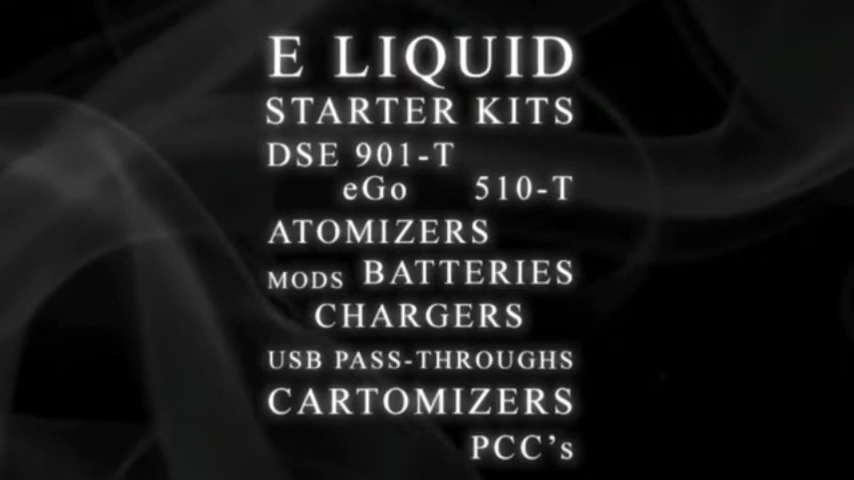 E LIQUID
STARTER KITS
DSE 901-T
eGo 510-T
ATOMIZERS
MODS BATTERIES
CHARGERS
USB PASS-THROUGHS
CARTOMIZERS
PCC's